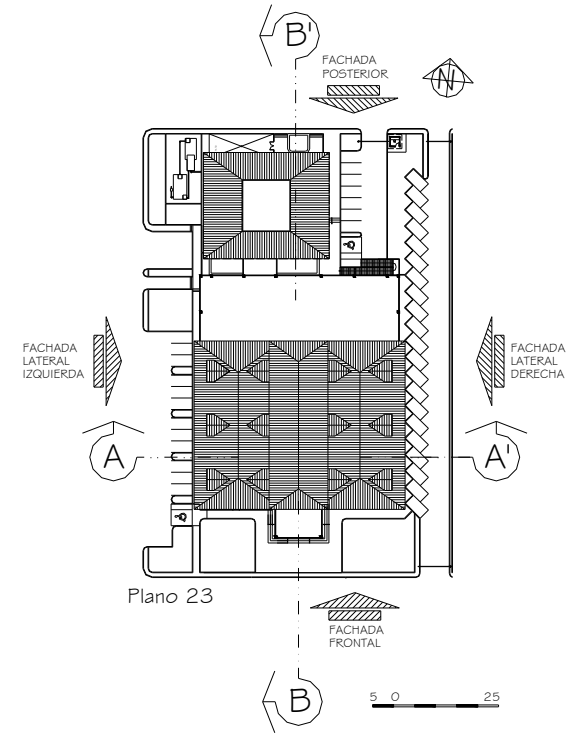 B'
FACHADA
POSTERIOR
N
FACHADA
LATERAL
IZQUIERDA
FACHADA
LATERAL
DERECHA
A
A'
Plano 23
FACHADA
FRONTAL
B
5 0 25